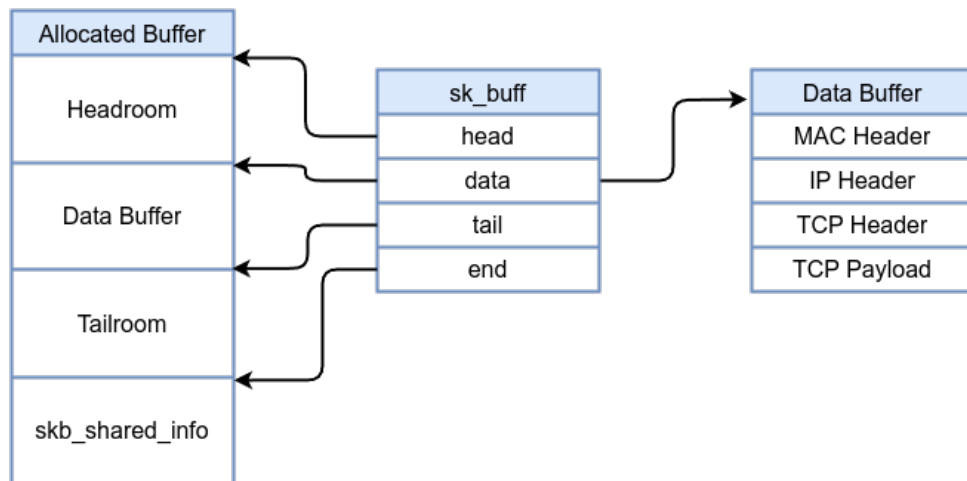 Allocated Buffer
Headroom
Data Buffer
Tailroom
skb_shared_info
sk_buff
head
data
tail
end
Data Buffer
MAC Header
IP Header
TCP Header
TCP Payload